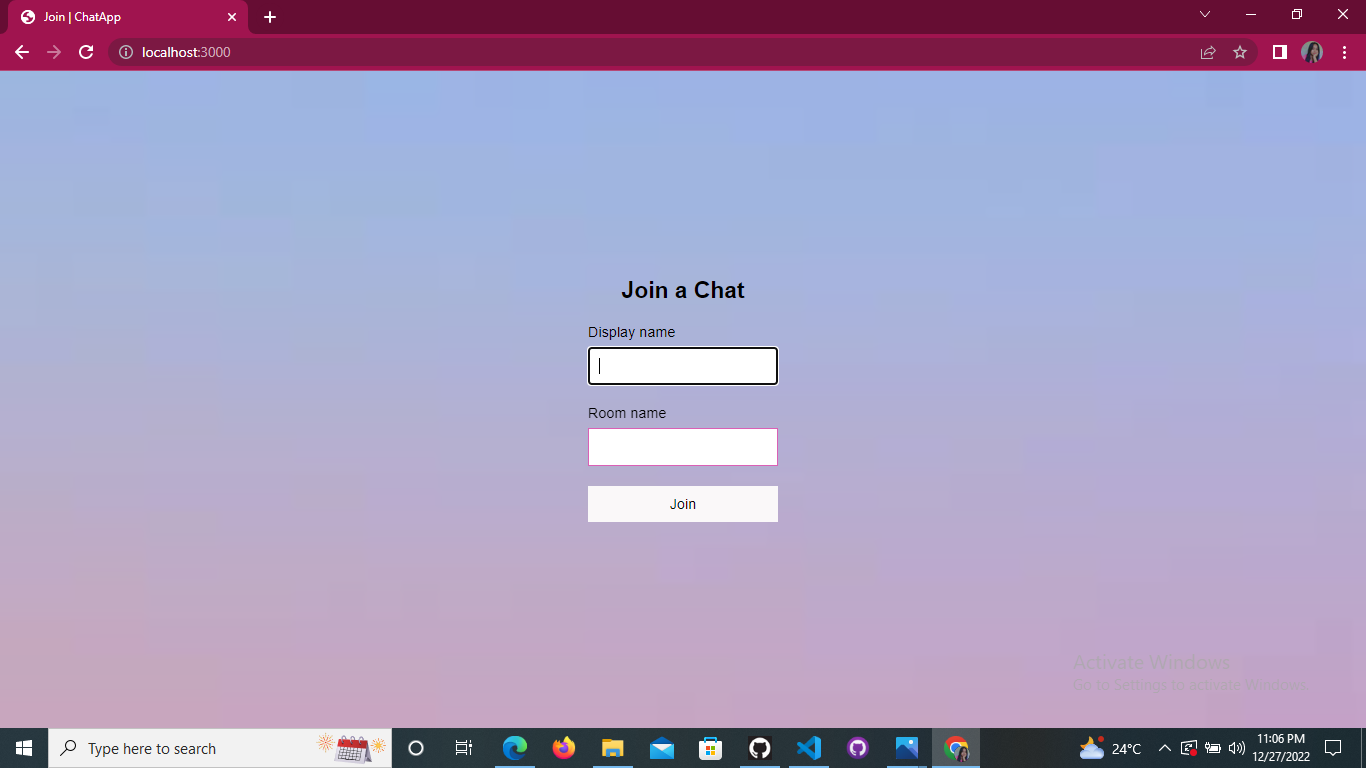 Join | ChatApp
localhost:3000
Join a Chat
Display name
Room name
Join
Activate Windows
Go to Settings to activate Windows.
Type here to search
24°C
11:06 PM
12/27/2022